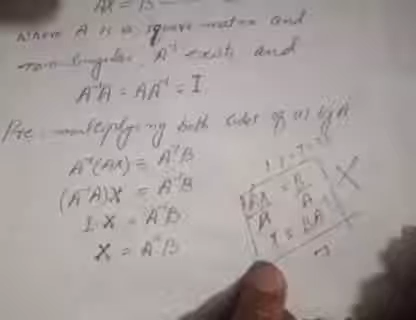 AX = B
where A is a square matrix and
non-singular, A⁻¹ exists and
A⁻¹A = AA⁻¹ = I
Pre-multiplying both sides of (1) by A⁻¹
A⁻¹(AX) = A⁻¹B
(A⁻¹A)X = A⁻¹B
I·X = A⁻¹B
X = A⁻¹B
AX = B
A A
X